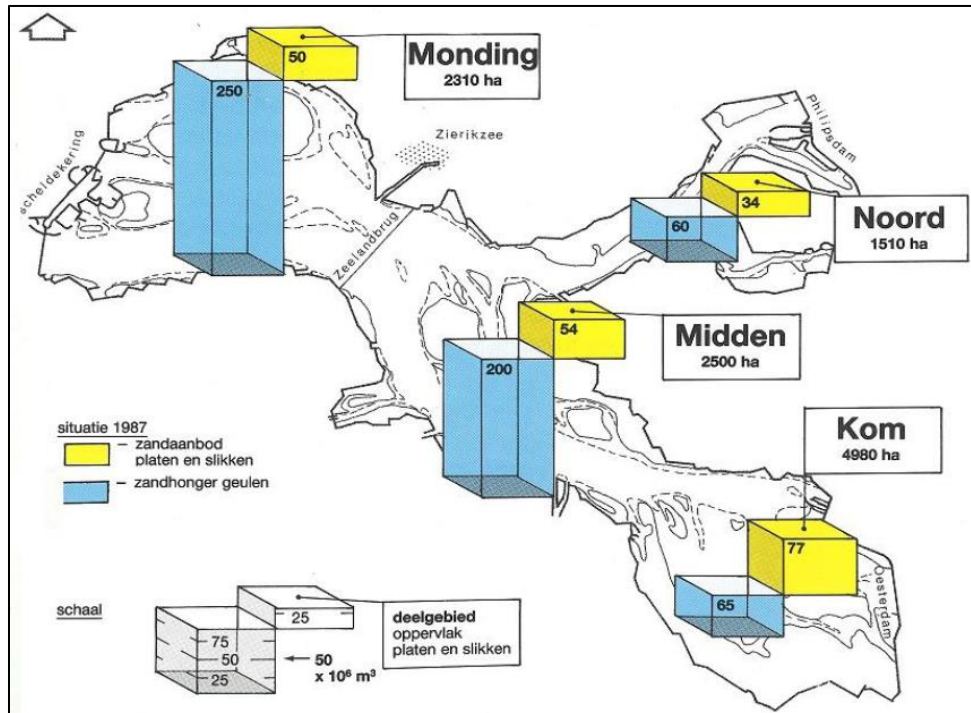 50
Monding
2310 ha
250
Zierikzee
Philipsdam
scheldekering
Zeelandbrug
34
60
Noord
1510 ha
54
200
Midden
2500 ha
situatie 1987
– zandaanbod
platen en slikken
– zandhonger geulen
Kom
4980 ha
77
65
Oesterdam
schaal
25
75
50
25
50
x 10⁶ m³
deelgebied
oppervlak
platen en slikken